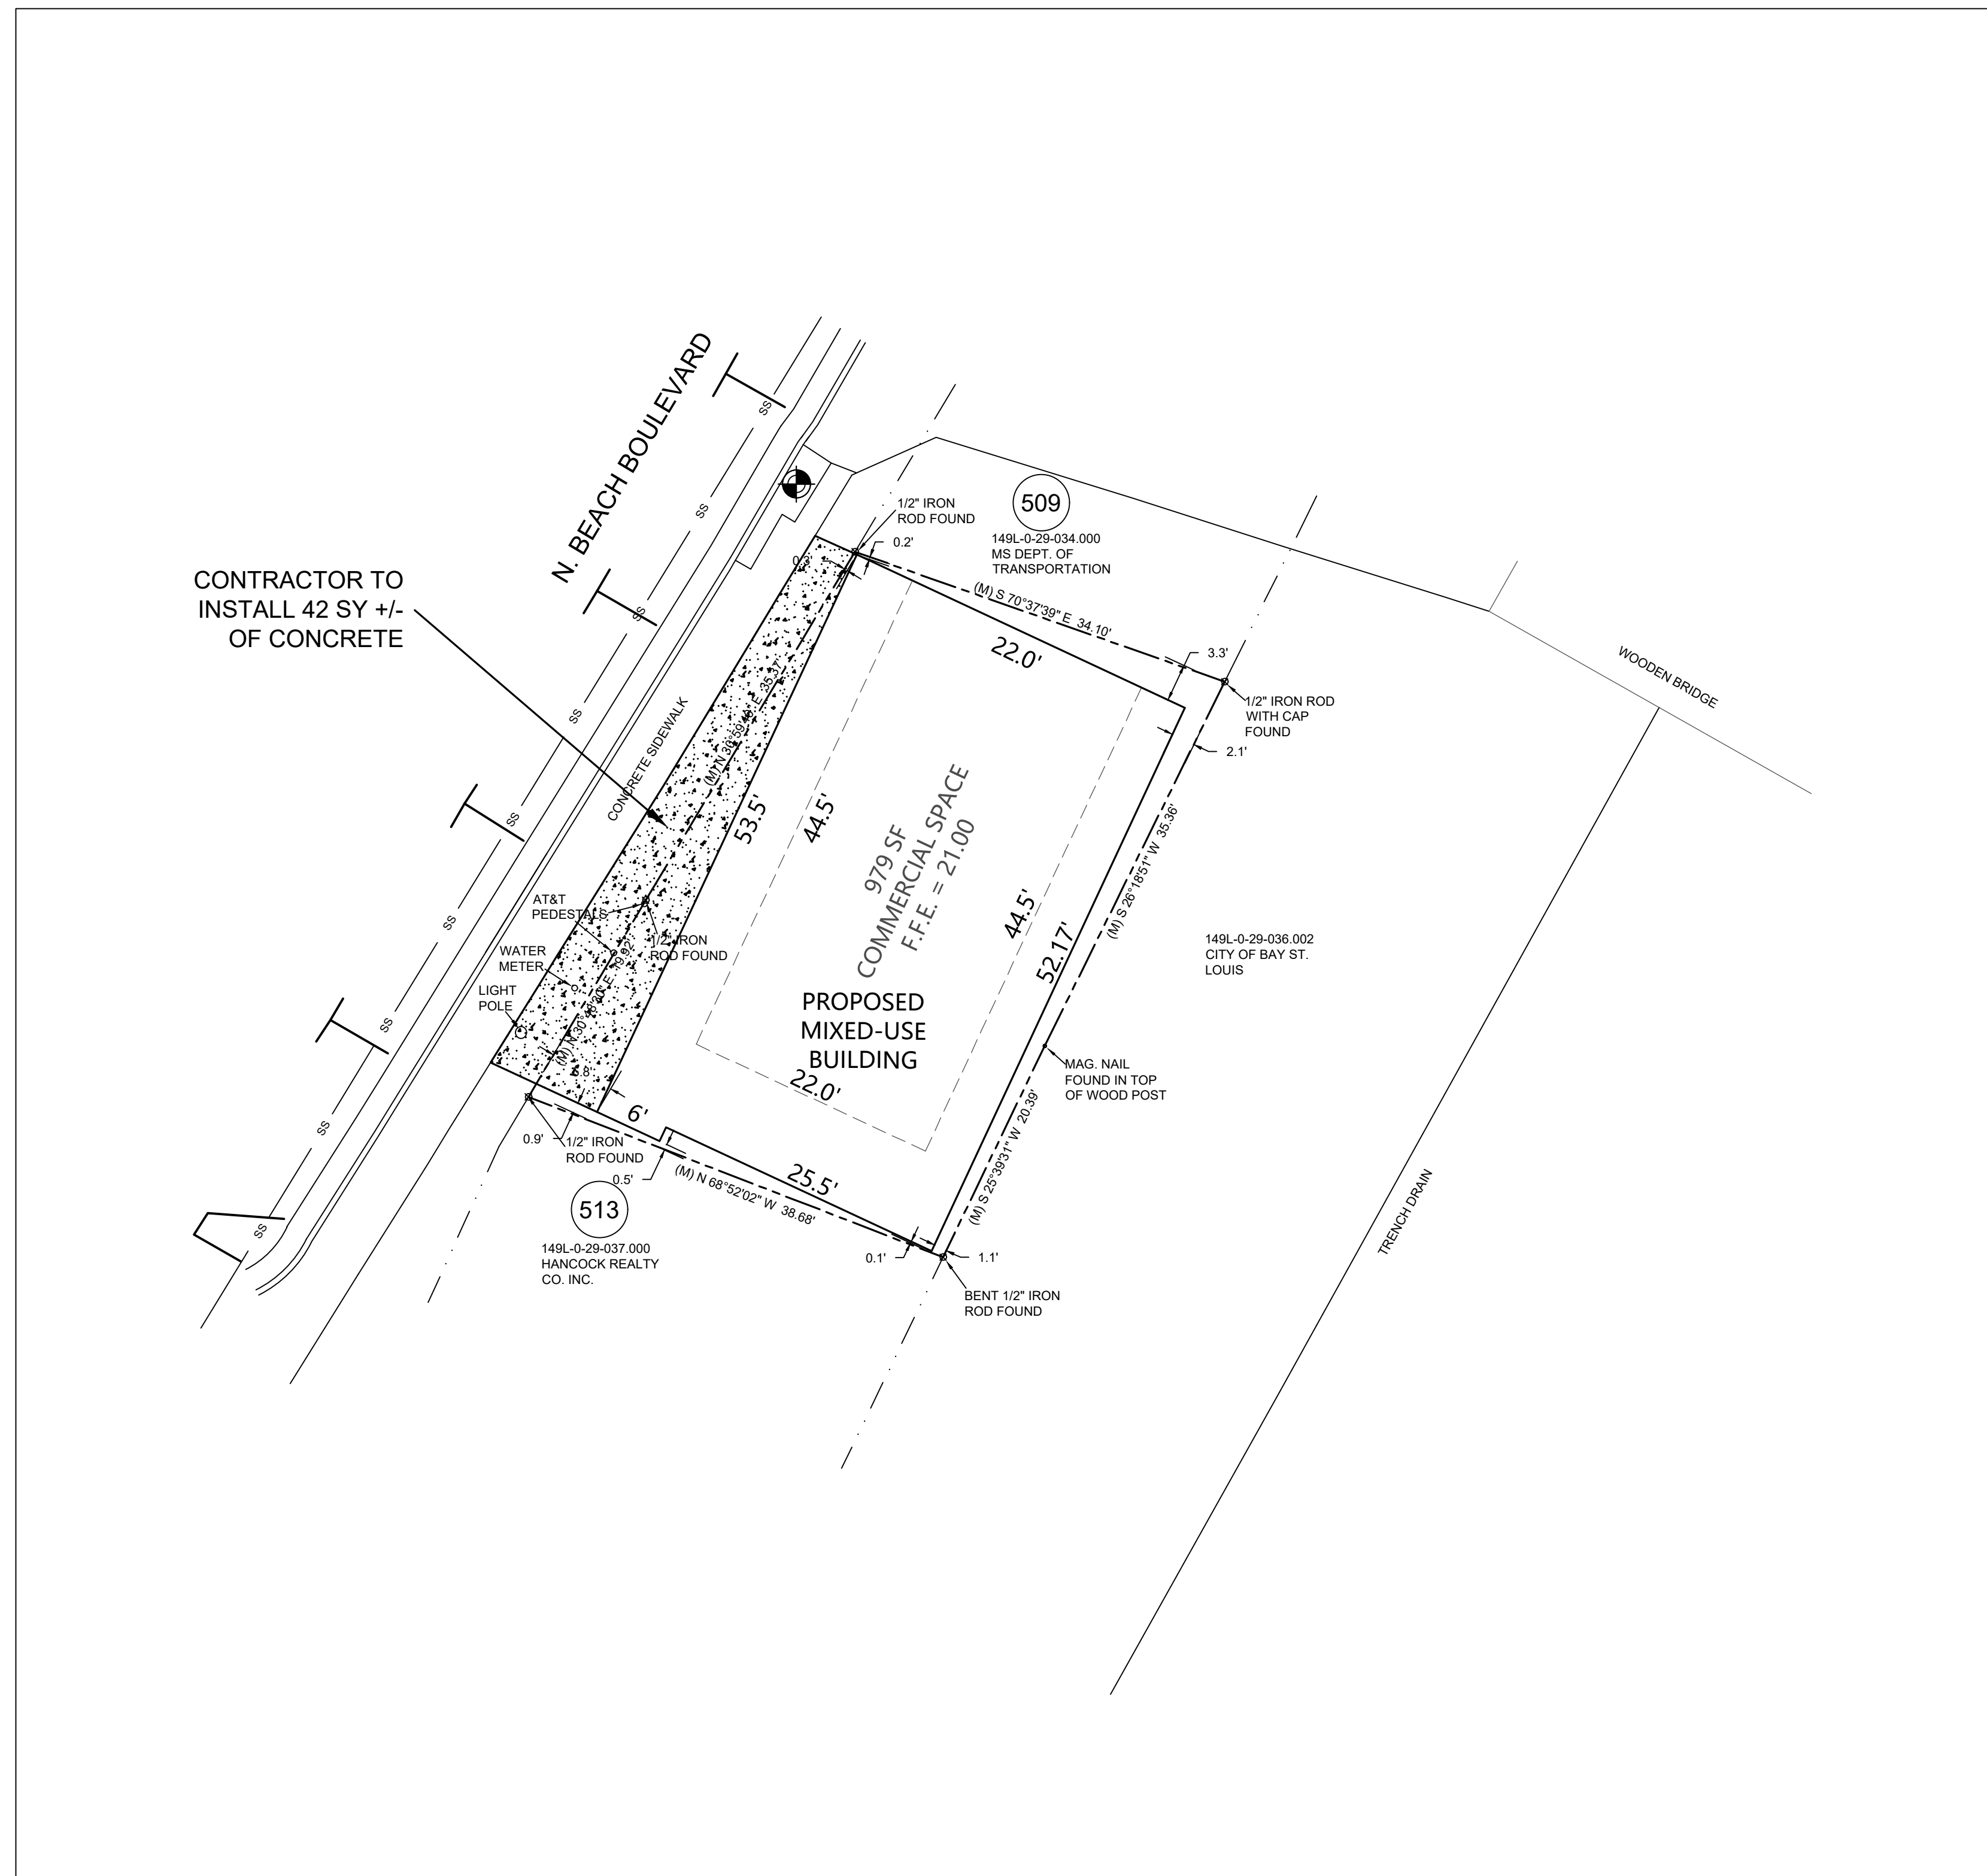 N. BEACH BOULEVARD
SS
SS
SS
SS
SS
SS
SS
SS
SS
CONTRACTOR TO
INSTALL 42 SY +/-
OF CONCRETE
1/2" IRON
ROD FOUND
0.2'
0.3'
509
149L-0-29-034.000
MS DEPT. OF
TRANSPORTATION
(M) S 70°37'39" E 34.10'
22.0'
3.3'
WOODEN BRIDGE
1/2" IRON ROD
WITH CAP
FOUND
2.1'
CONCRETE SIDEWALK
53.5'
44.5'
979 SF
COMMERCIAL SPACE
F.F.E. = 21.00
(M) S 26°18'51" W 35.36'
44.5'
52.17'
AT&T
PEDESTALS
1/2" IRON
ROD FOUND
WATER
METER
LIGHT
POLE
149L-0-29-036.002
CITY OF BAY ST.
LOUIS
PROPOSED
MIXED-USE
BUILDING
22.0'
MAG. NAIL
FOUND IN TOP
OF WOOD POST
6'
0.9'
1/2" IRON
ROD FOUND
0.5'
(M) N 68°52'02" W 38.68'
25.5'
(M) S 25°39'31" W 20.39'
513
149L-0-29-037.000
HANCOCK REALTY
CO. INC.
0.1'
1.1'
BENT 1/2" IRON
ROD FOUND
TRENCH DRAIN